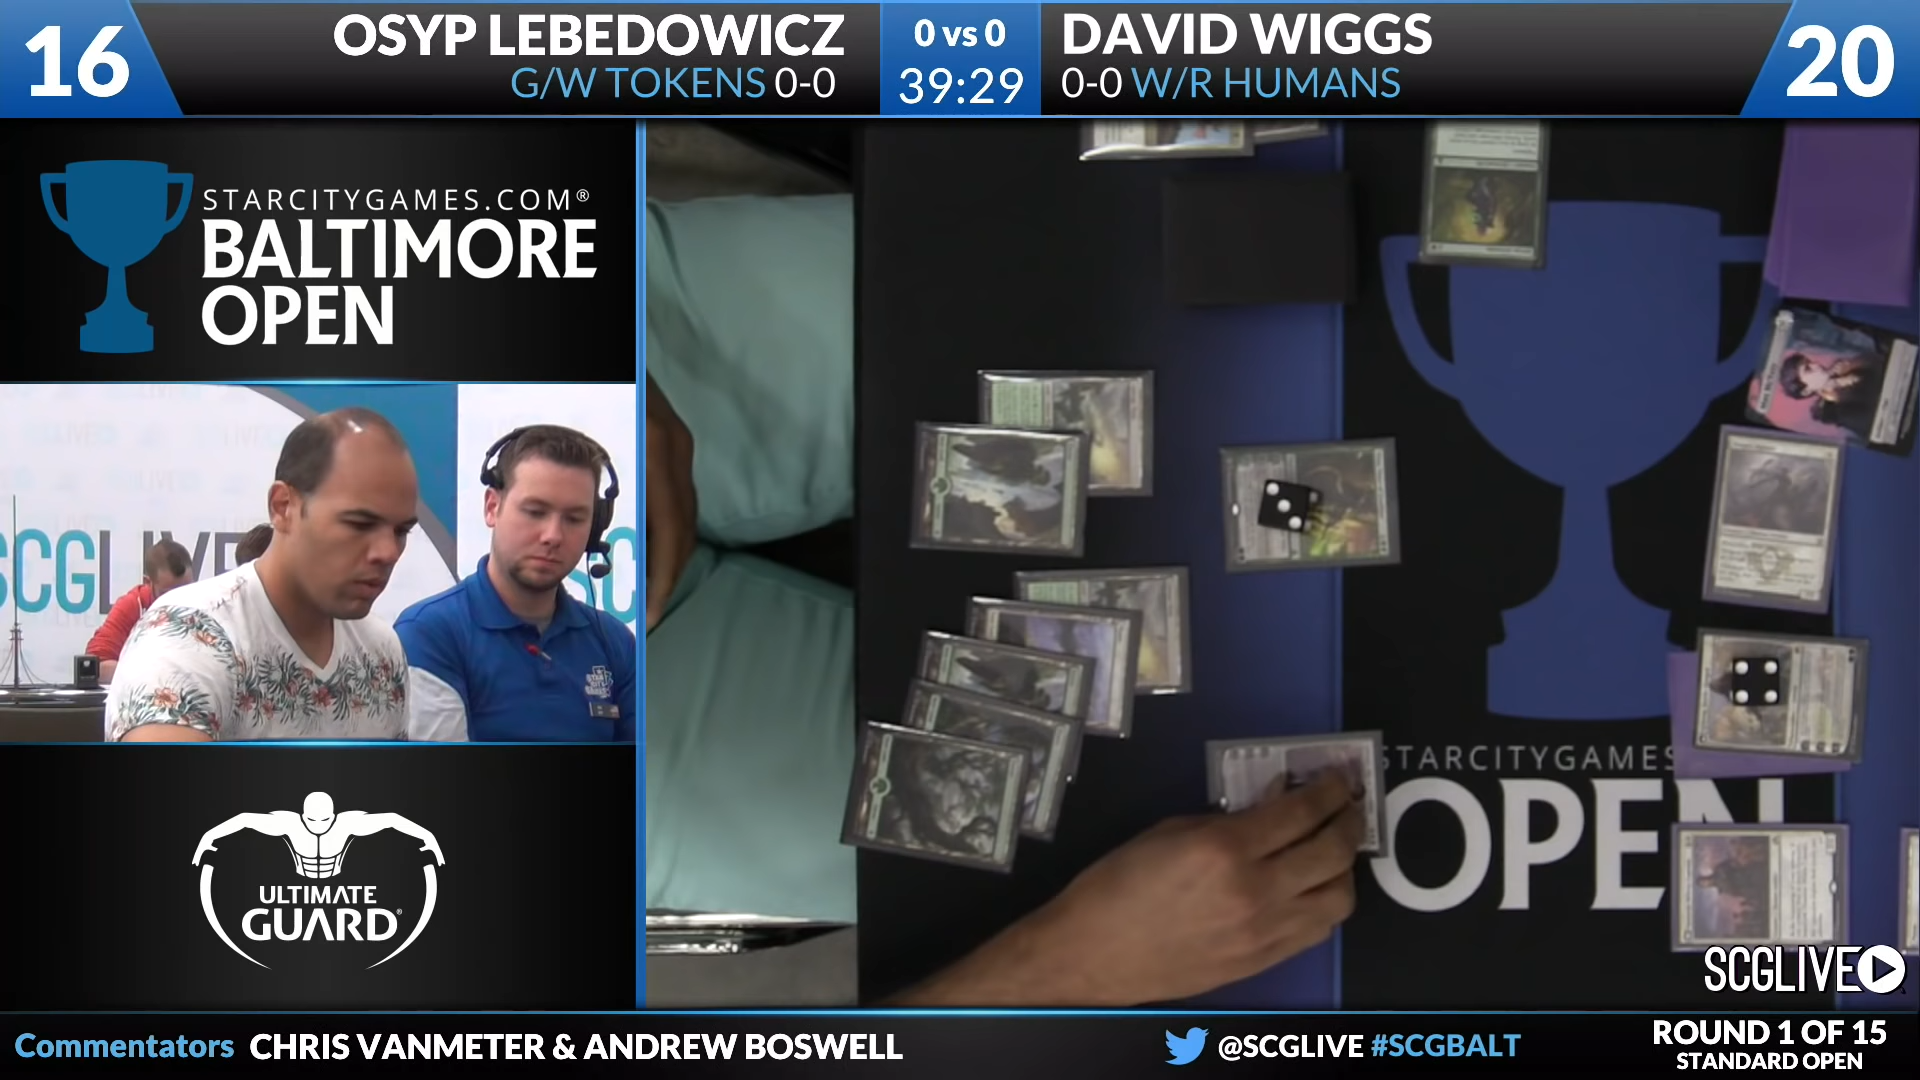 16
OSYP LEBEDOWICZ
G/W TOKENS 0-0
0 vs 0
39:29
DAVID WIGGS
0-0 W/R HUMANS
20
STARCITYGAMES.COM®
BALTIMORE
OPEN
SCGLIVE
SC
ULTIMATE
GUARD®
STARCITYGAMES
OPEN
SCGLIVE
Commentators CHRIS VANMETER & ANDREW BOSWELL
@SCGLIVE #SCGBALT
ROUND 1 OF 15
STANDARD OPEN